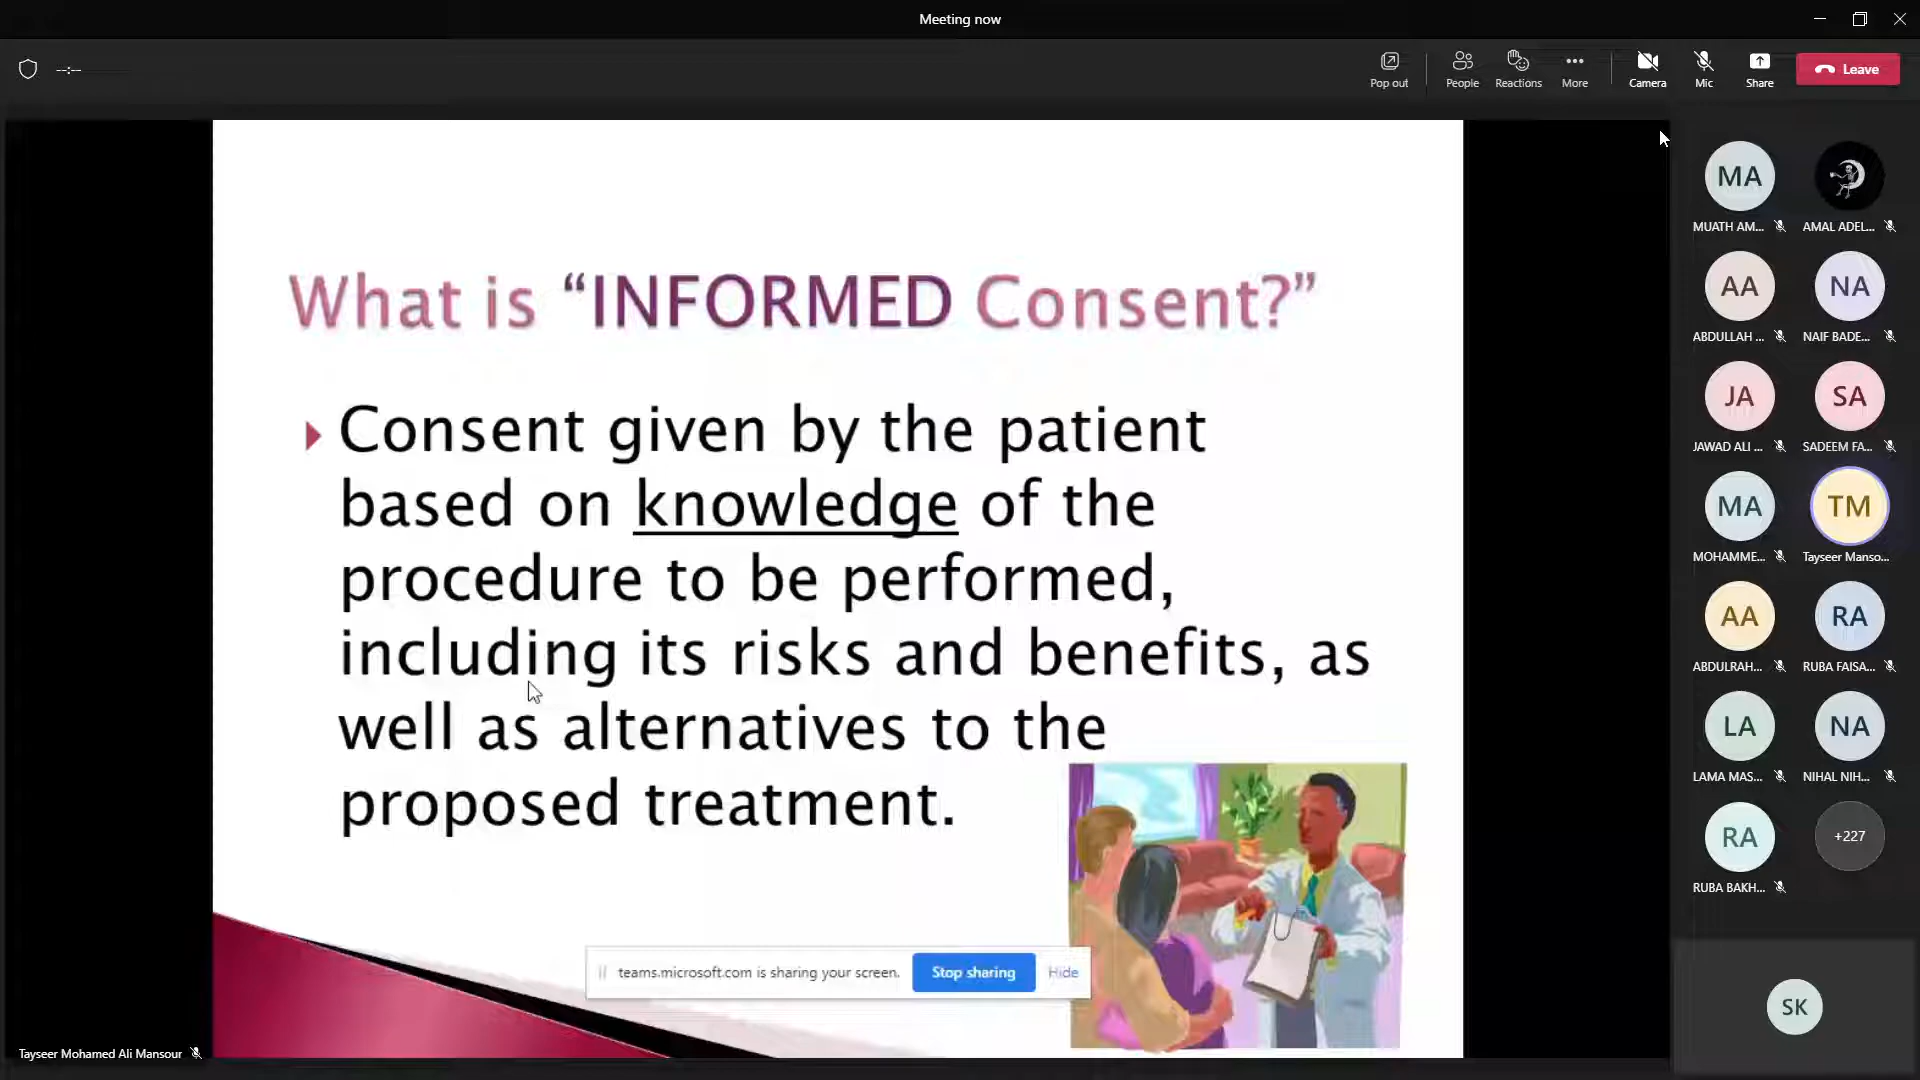 Meeting now
--:--
Pop out
People
Reactions
More
Camera
Mic
Share
Leave
What is “INFORMED Consent?”
Consent given by the patient
based on knowledge of the
procedure to be performed,
including its risks and benefits, as
well as alternatives to the
proposed treatment.
teams.microsoft.com is sharing your screen.
Stop sharing
Hide
Tayseer Mohamed Ali Mansour
MA
MUATH AM...
AMAL ADEL...
AA
NA
ABDULLAH ...
NAIF BADE...
JA
SA
JAWAD ALI ...
SADEEM FA...
MA
TM
MOHAMME...
Tayseer Manso...
AA
RA
ABDULRAH...
RUBA FAISA...
LA
NA
LAMA MAS...
NIHAL NIH...
RA
+227
RUBA BAKH...
SK